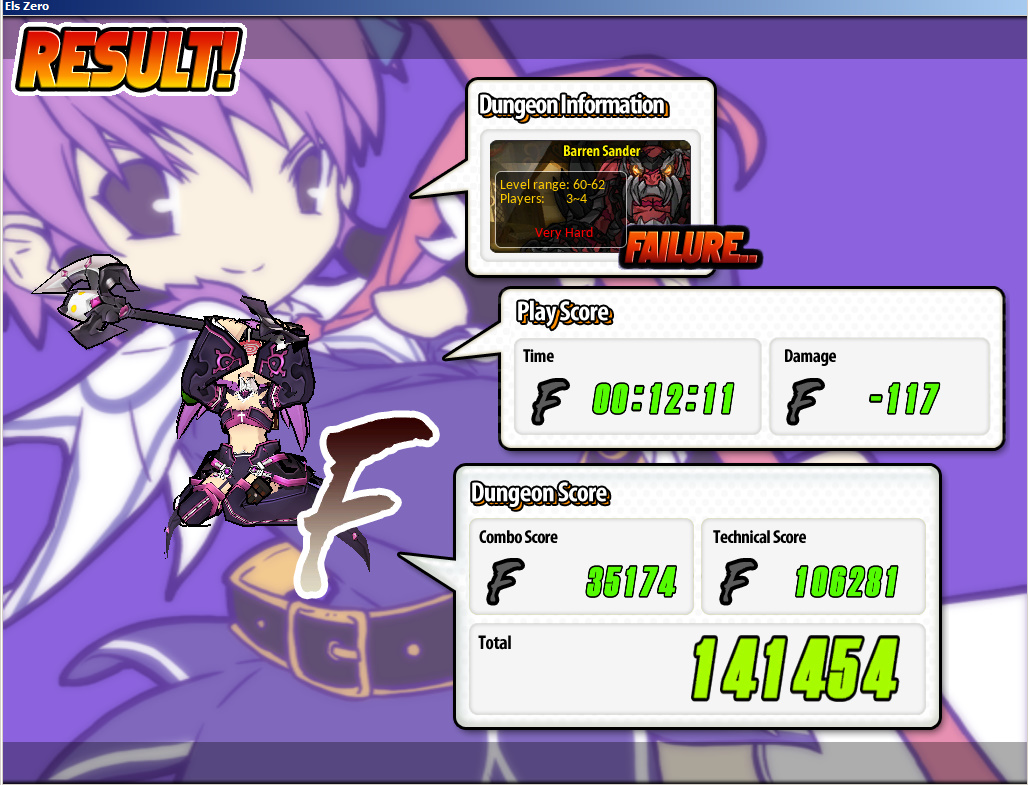 Els Zero
RESULT!
Dungeon Information
Barren Sander
Level range: 60-62
Players: 3~4
Very Hard
FAILURE...
Play Score
Time
F 00:12:11
Damage
F -117
F
Dungeon Score
Combo Score
F 35174
Technical Score
F 106281
Total
141454